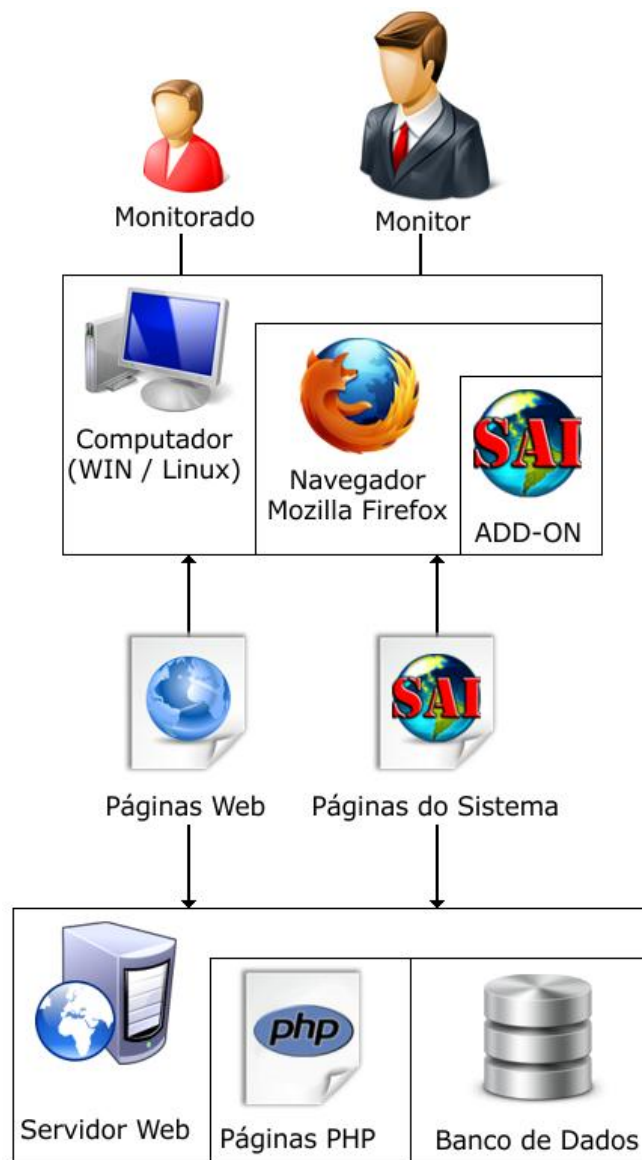 Monitorado
Monitor
Computador
(WIN / Linux)
Navegador
Mozilla Firefox
SAI
ADD-ON
SAI
Páginas Web
Páginas do Sistema
php
Servidor Web
Páginas PHP
Banco de Dados